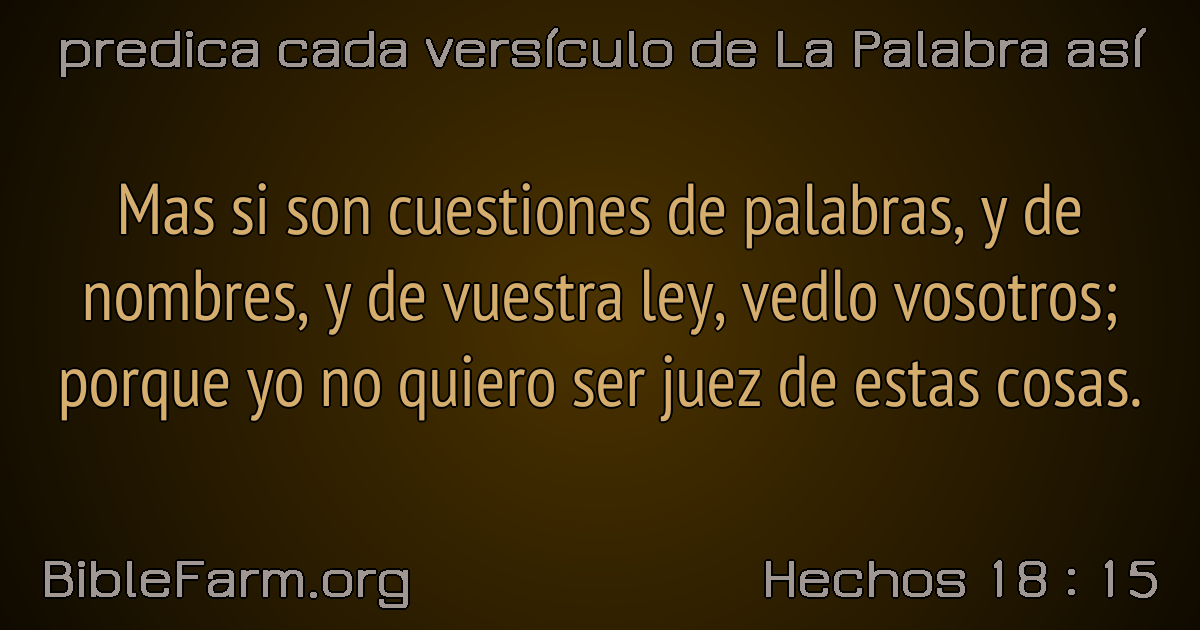 predica cada versículo de La Palabra así
Mas si son cuestiones de palabras, y de
nombres, y de vuestra ley, vedlo vosotros;
porque yo no quiero ser juez de estas cosas.
BibleFarm.org
Hechos 18 : 15